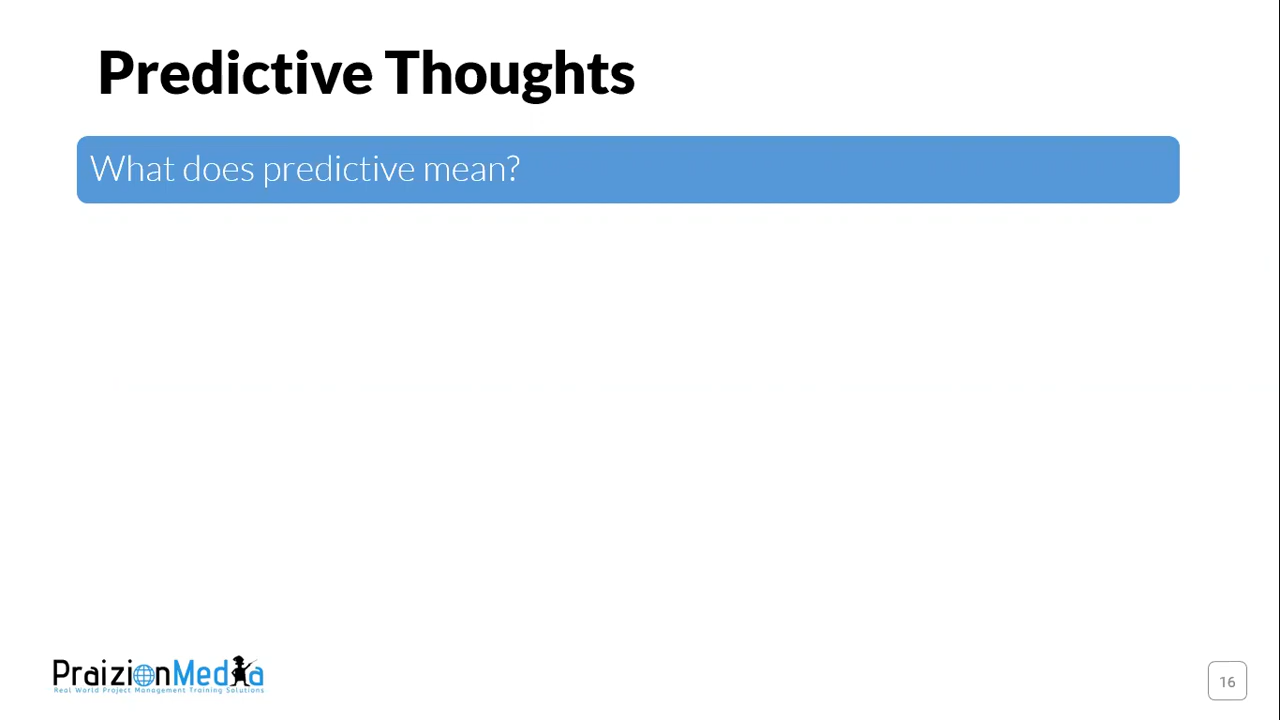 Predictive Thoughts
What does predictive mean?
PraizionMedia
Real World Project Management Training Solutions
16